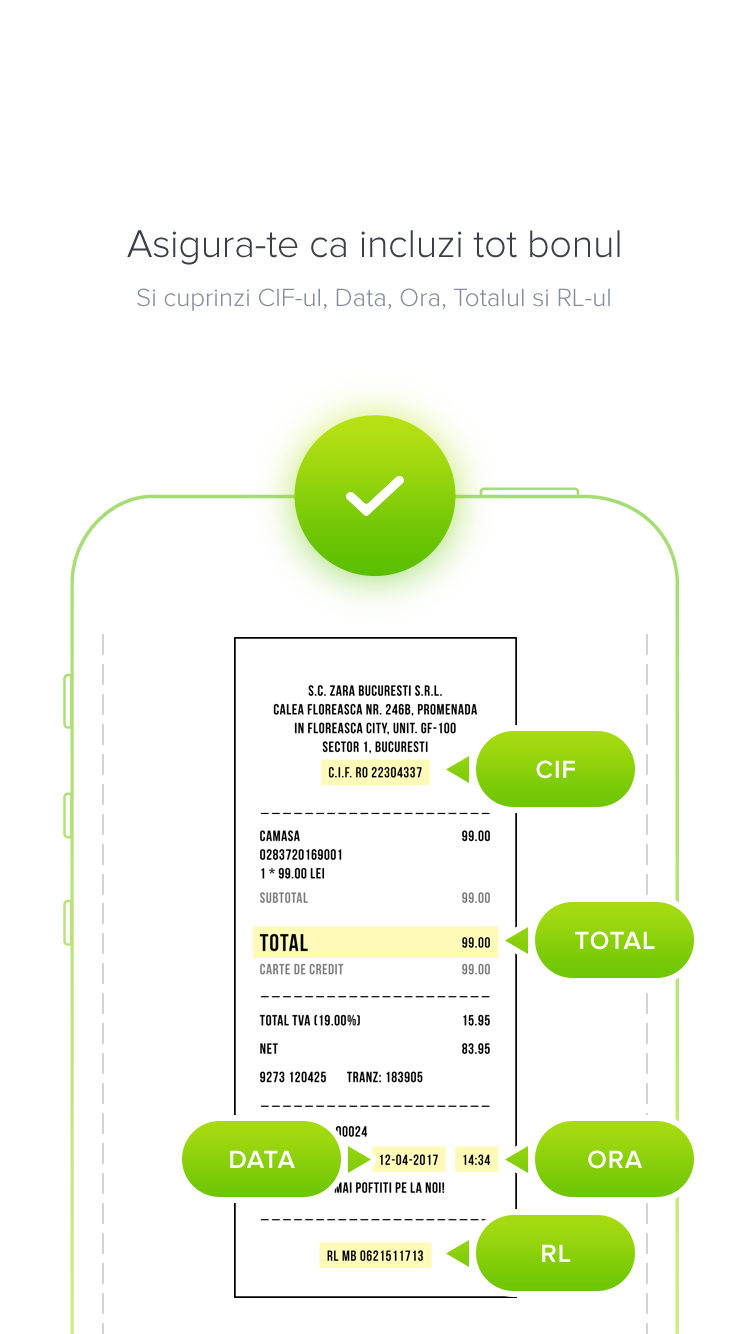 Asigura-te ca incluzi tot bonul
Si cuprinzi CIF-ul, Data, Ora, Totalul si RL-ul
S.C. ZARA BUCURESTI S.R.L.
CALEA FLOREASCA NR. 246B, PROMENADA
IN FLOREASCA CITY, UNIT. GF-100
SECTOR 1, BUCURESTI
C.I.F. RO 22304337
CIF
CAMASA 99.00
0283720169001
1 * 99.00 LEI
SUBTOTAL 99.00
TOTAL 99.00
TOTAL
CARTE DE CREDIT 99.00
TOTAL TVA (19.00%) 15.95
NET 83.95
9273 120425 TRANZ: 183905
00024
DATA
12-04-2017 14:34
ORA
MAI POFTITI PE LA NOI!
RL MB 0621511713
RL